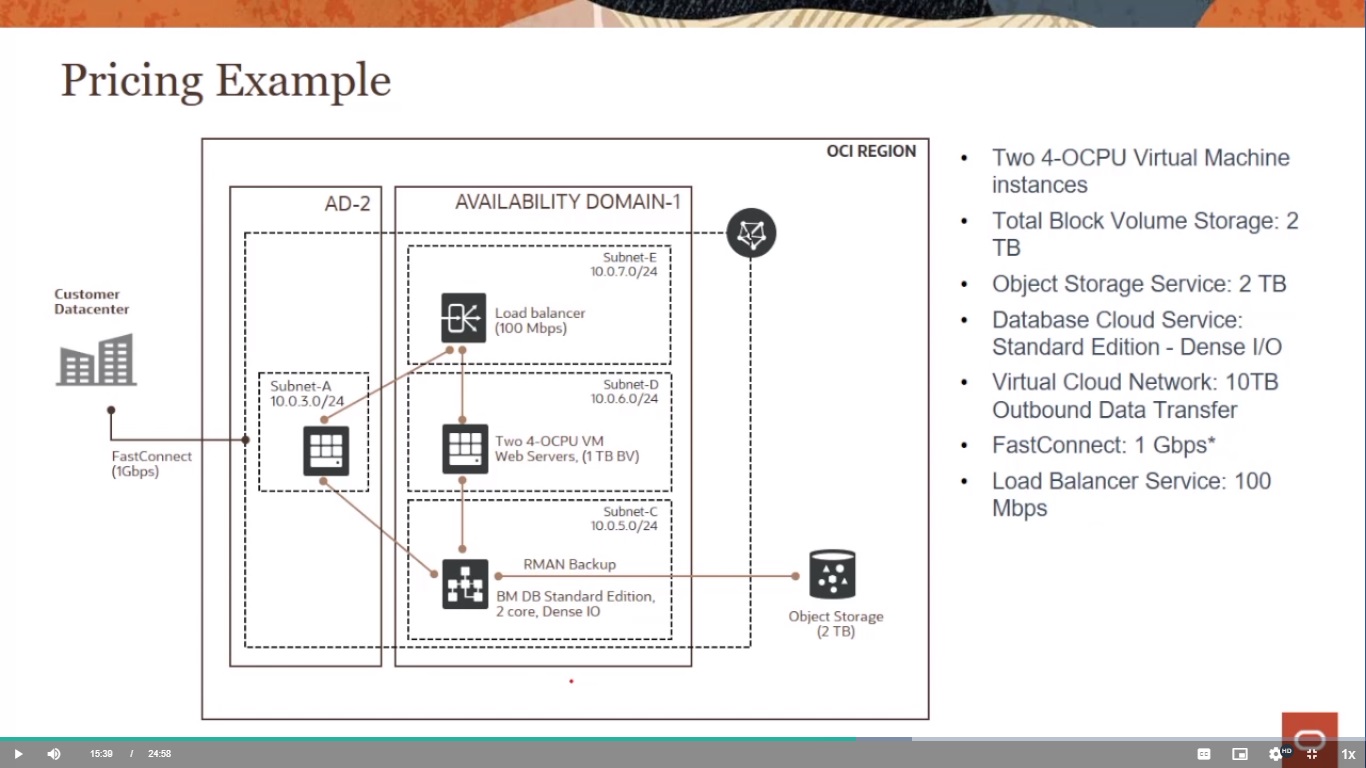 Pricing Example
OCI REGION
AD-2
AVAILABILITY DOMAIN-1
Subnet-E
10.0.7.0/24
Customer
Datacenter
Load balancer
(100 Mbps)
Subnet-A
10.0.3.0/24
Subnet-D
10.0.6.0/24
FastConnect
(1Gbps)
Two 4-OCPU VM
Web Servers, (1 TB BV)
Subnet-C
10.0.5.0/24
RMAN Backup
BM DB Standard Edition,
2 core, Dense IO
Object Storage
(2 TB)
• Two 4-OCPU Virtual Machine
instances
• Total Block Volume Storage: 2
TB
• Object Storage Service: 2 TB
• Database Cloud Service:
Standard Edition - Dense I/O
• Virtual Cloud Network: 10TB
Outbound Data Transfer
• FastConnect: 1 Gbps*
• Load Balancer Service: 100
Mbps
15:39 / 24:58
CC
HD
1x